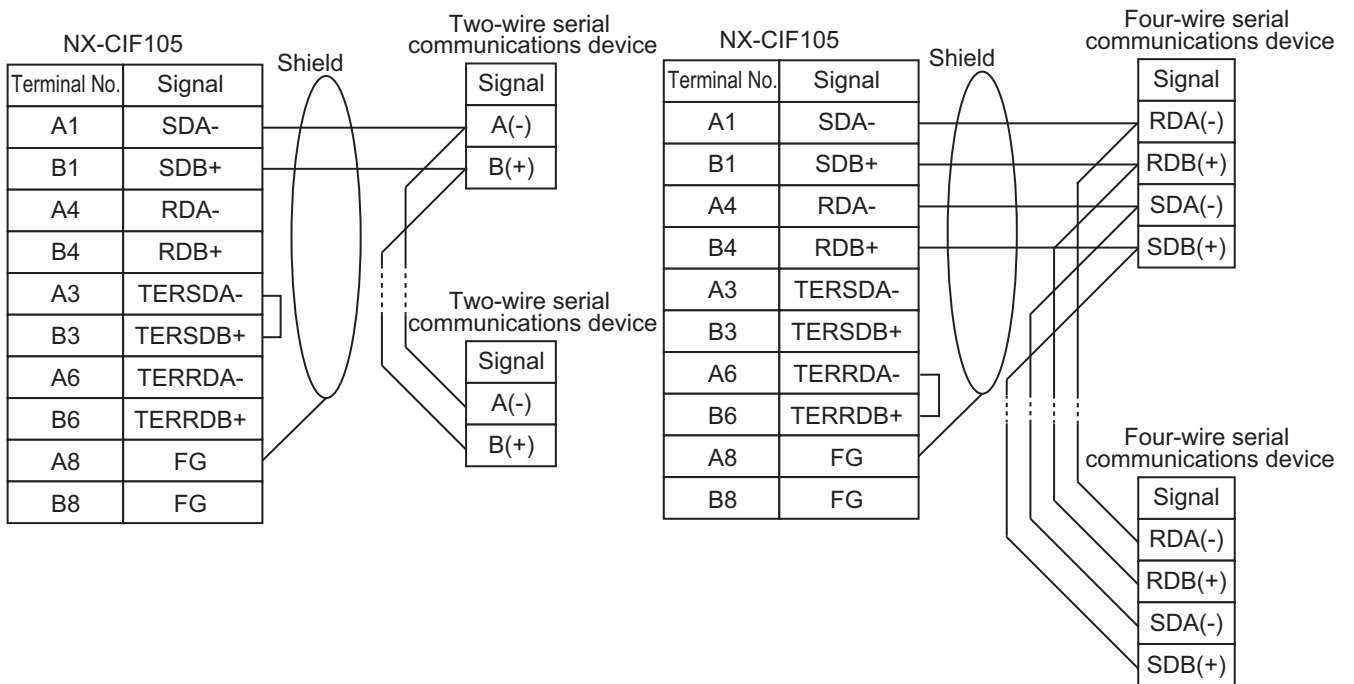 NX-CIF105
Terminal No. Signal
A1 SDA-
B1 SDB+
A4 RDA-
B4 RDB+
A3 TERSDA-
B3 TERSDB+
A6 TERRDA-
B6 TERRDB+
A8 FG
B8 FG
Shield
Two-wire serial
communications device
Signal
A(-)
B(+)
Two-wire serial
communications device
Signal
A(-)
B(+)
NX-CIF105
Terminal No. Signal
A1 SDA-
B1 SDB+
A4 RDA-
B4 RDB+
A3 TERSDA-
B3 TERSDB+
A6 TERRDA-
B6 TERRDB+
A8 FG
B8 FG
Shield
Four-wire serial
communications device
Signal
RDA(-)
RDB(+)
SDA(-)
SDB(+)
Four-wire serial
communications device
Signal
RDA(-)
RDB(+)
SDA(-)
SDB(+)